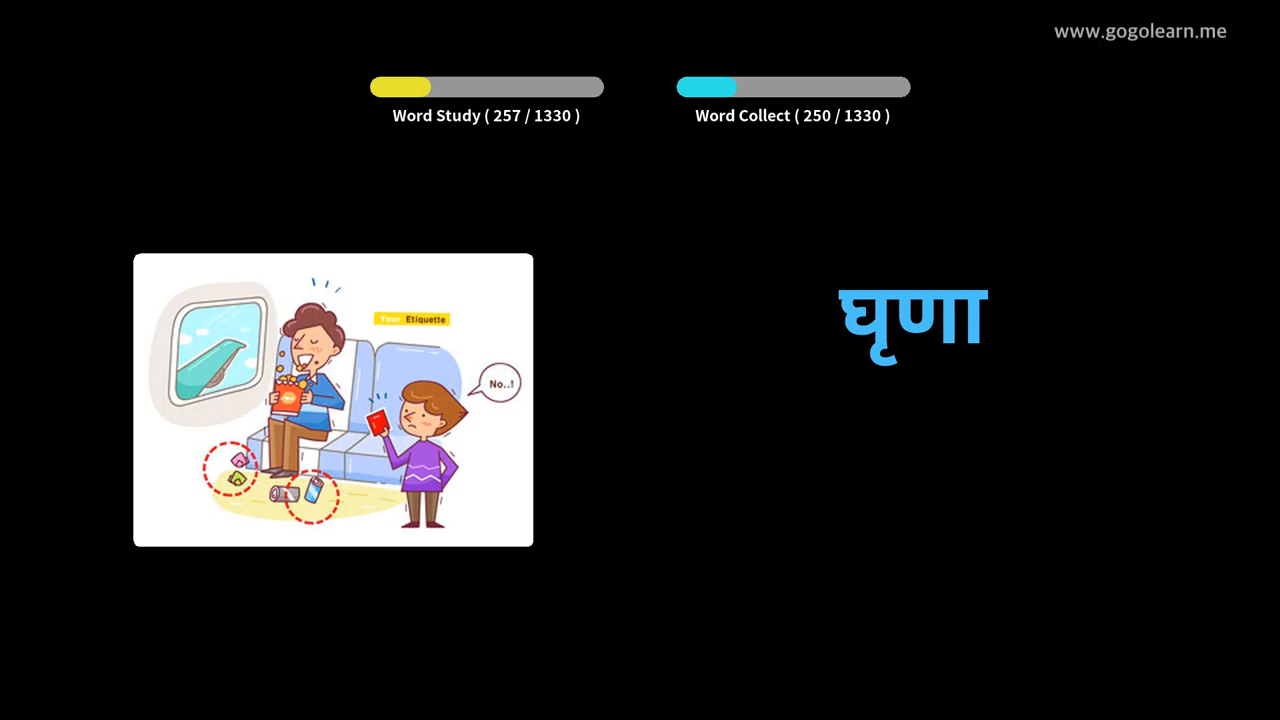 www.gogolearn.me
Word Study ( 257 / 1330 )
Word Collect ( 250 / 1330 )
Your Etiquette
No..!
घृणा